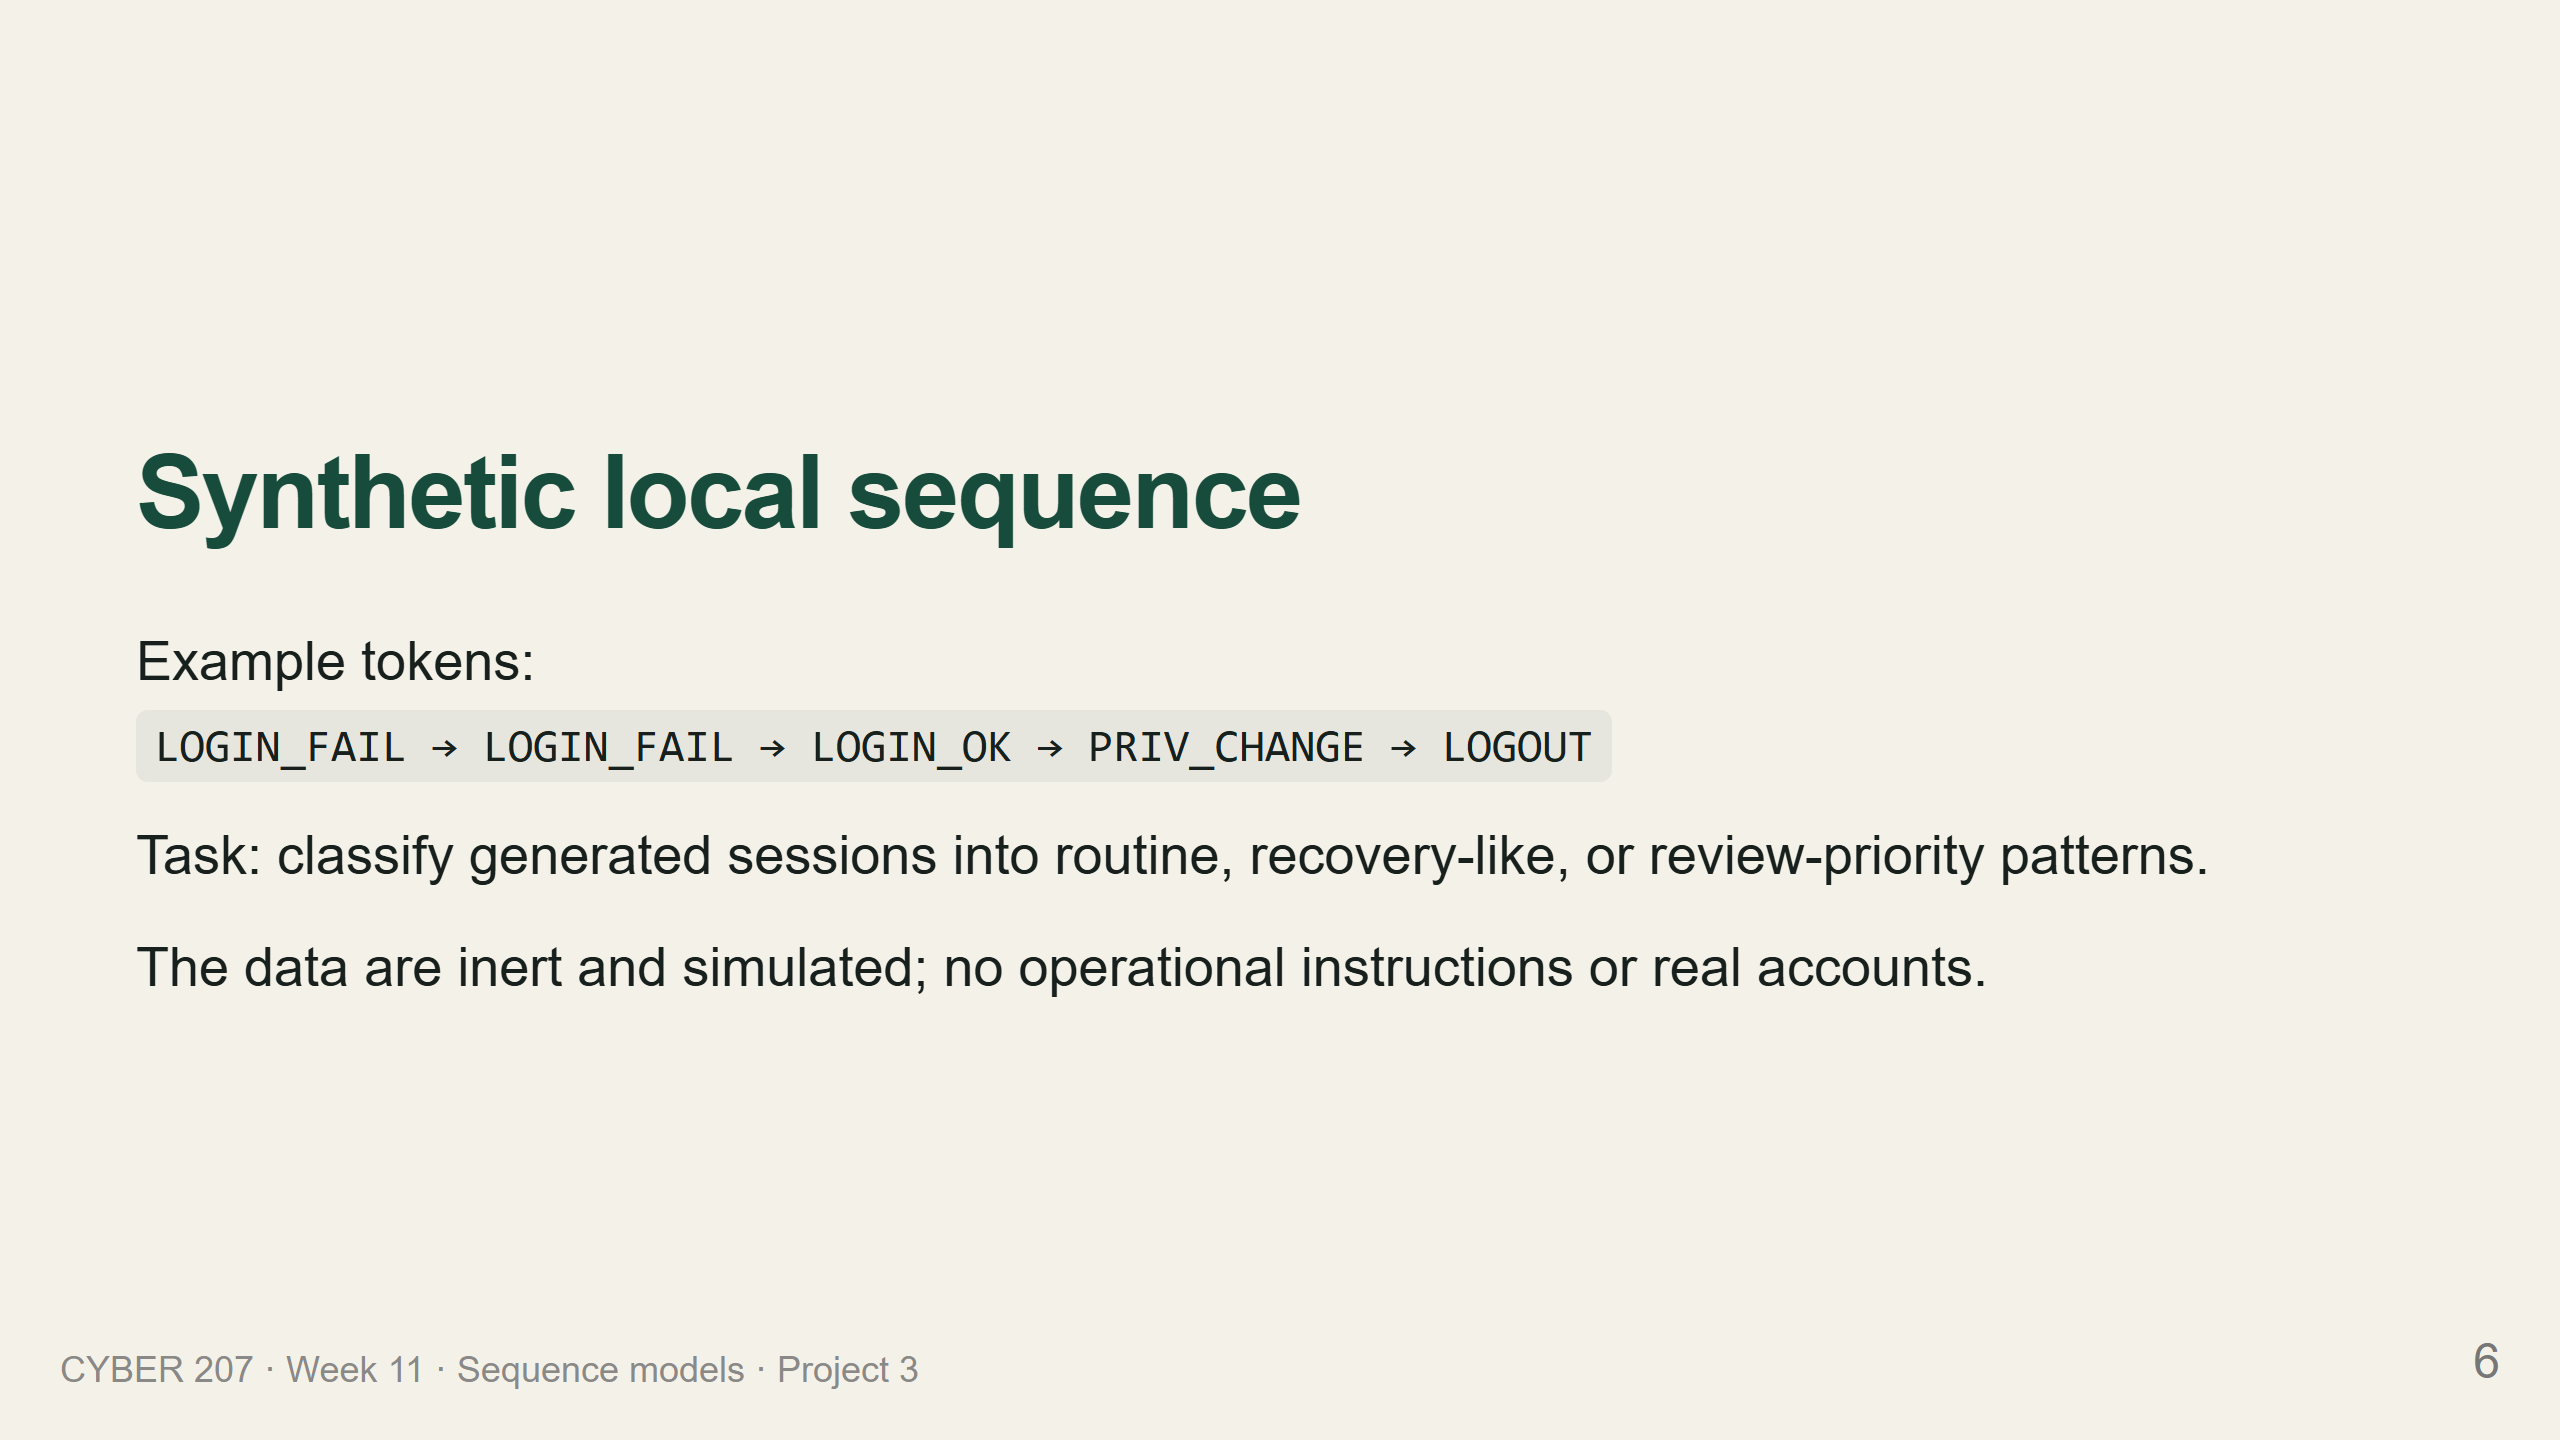 Synthetic local sequence
Example tokens:
LOGIN_FAIL → LOGIN_FAIL → LOGIN_OK → PRIV_CHANGE → LOGOUT
Task: classify generated sessions into routine, recovery-like, or review-priority patterns.
The data are inert and simulated; no operational instructions or real accounts.
CYBER 207 · Week 11 · Sequence models · Project 3
6